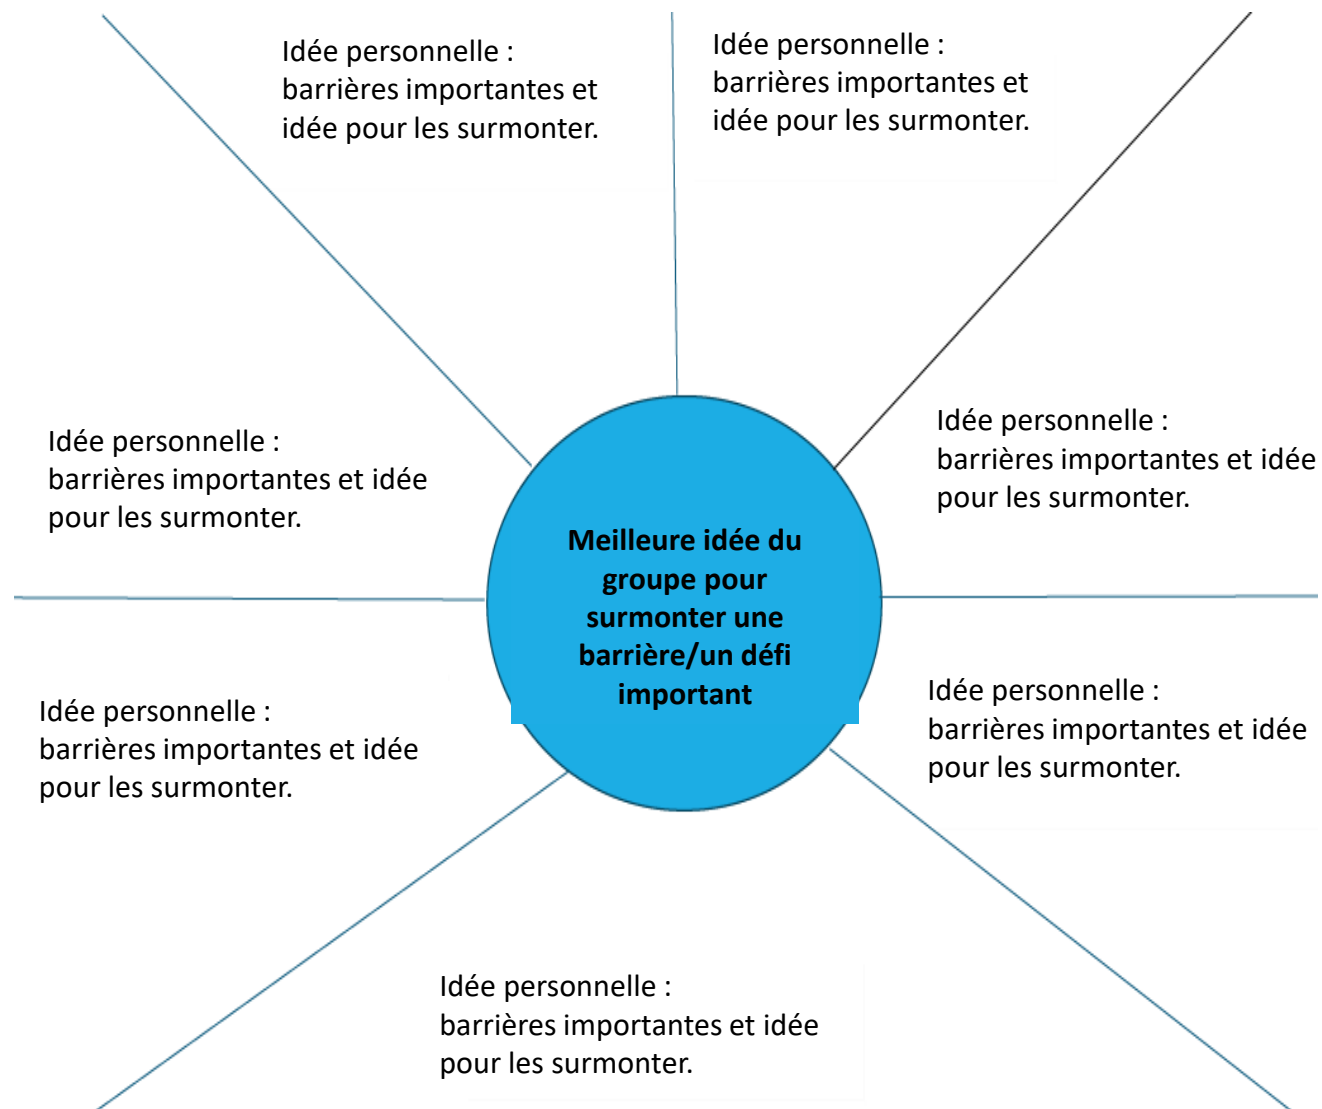 Idée personnelle :
barrières importantes et
idée pour les surmonter.
Idée personnelle :
barrières importantes et
idée pour les surmonter.
Idée personnelle :
barrières importantes et idée
pour les surmonter.
Idée personnelle :
barrières importantes et idée
pour les surmonter.
Meilleure idée du
groupe pour
surmonter une
barrière/un défi
important
Idée personnelle :
barrières importantes et idée
pour les surmonter.
Idée personnelle :
barrières importantes et idée
pour les surmonter.
Idée personnelle :
barrières importantes et idée
pour les surmonter.